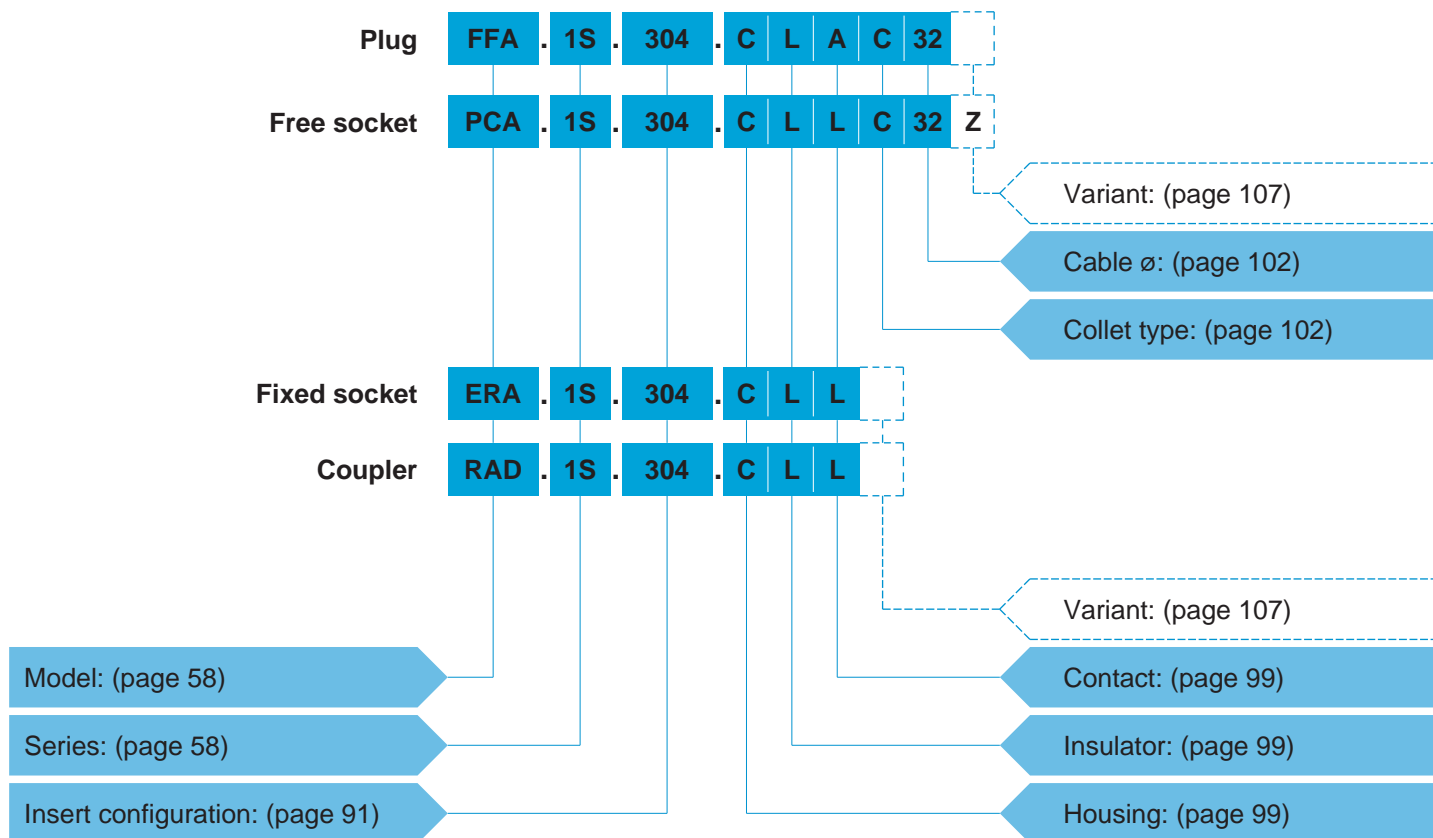 Plug FFA . 1S . 304 . C L A C 32
Free socket PCA . 1S . 304 . C L L C 32 Z
Variant: (page 107)
Cable ø: (page 102)
Collet type: (page 102)
Fixed socket ERA . 1S . 304 . C L L
Coupler RAD . 1S . 304 . C L L
Variant: (page 107)
Model: (page 58) Contact: (page 99)
Series: (page 58) Insulator: (page 99)
Insert configuration: (page 91) Housing: (page 99)